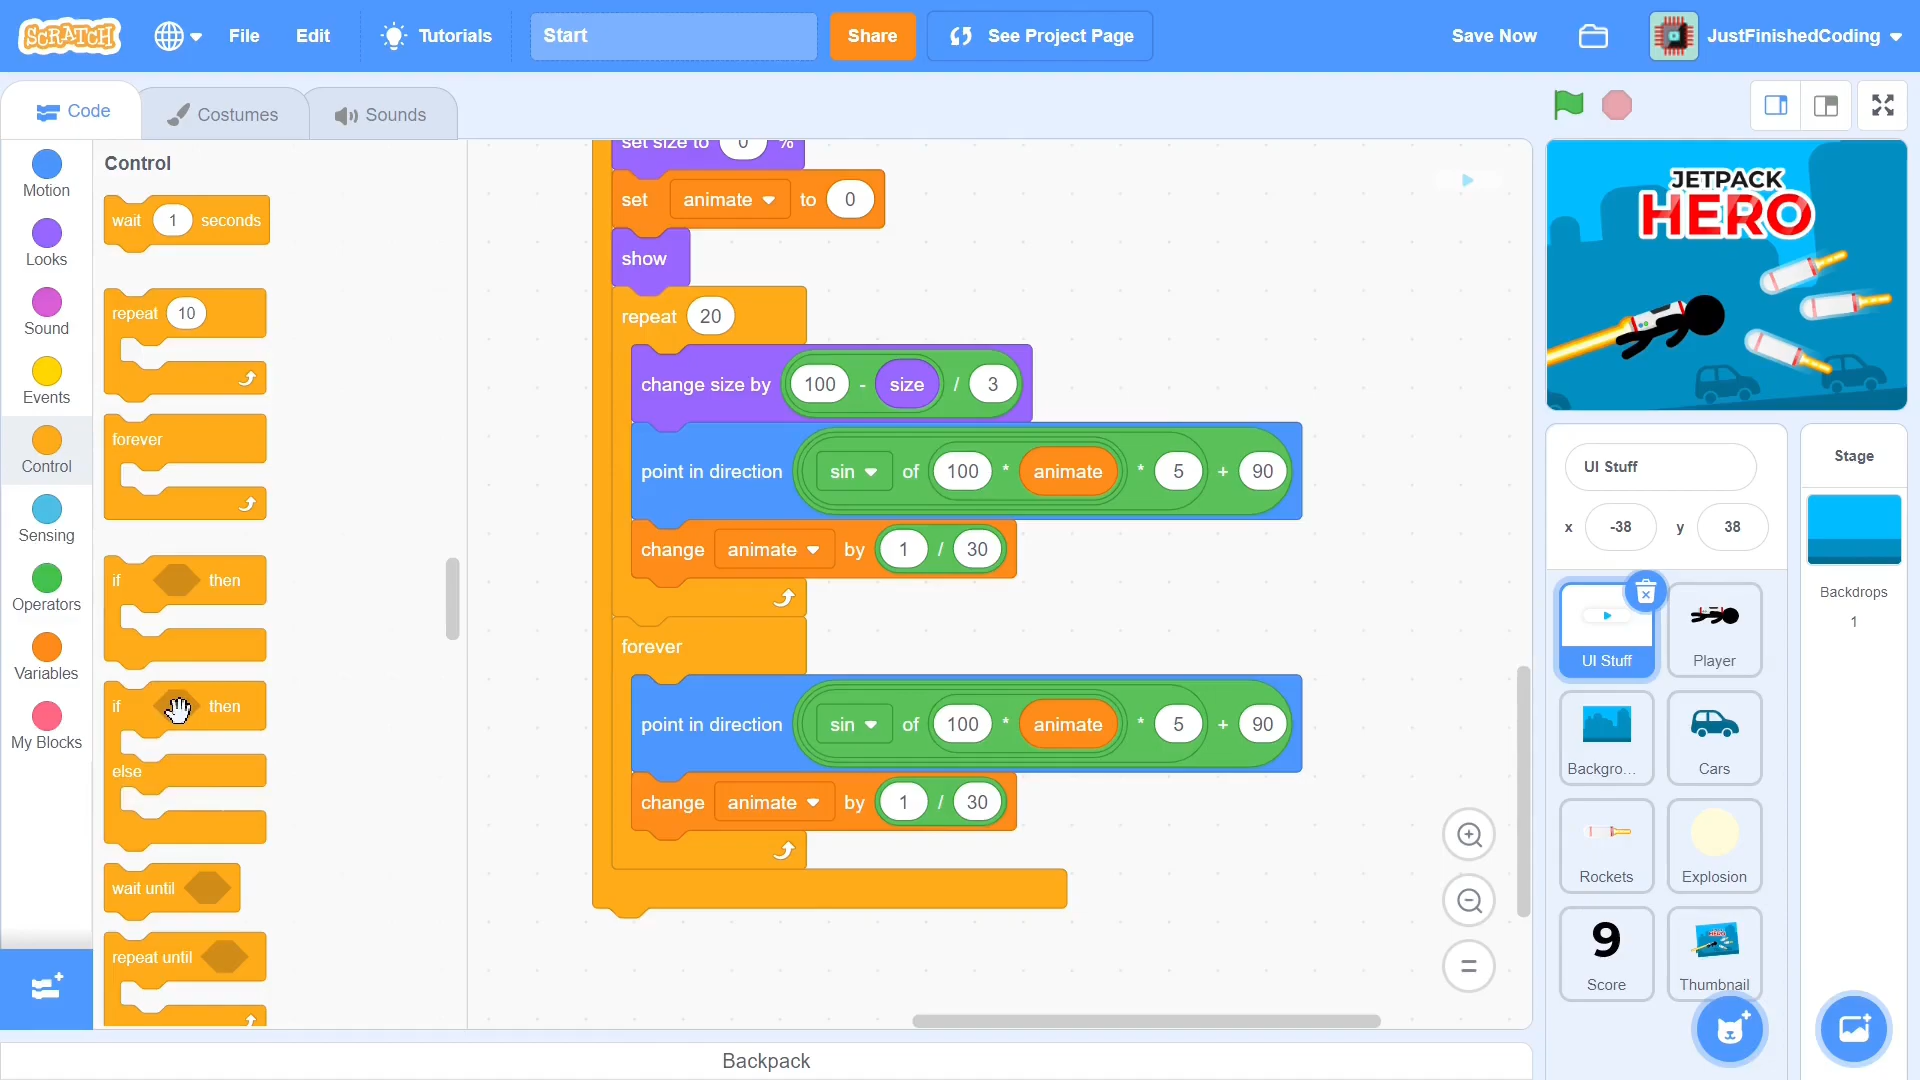 SCRATCH File Edit Tutorials Start Share See Project Page Save Now JustFinishedCoding
Code Costumes Sounds
Motion
Looks
Sound
Events
Control
Sensing
Operators
Variables
My Blocks
Control
wait 1 seconds
repeat 10
forever
if then
if then
else
wait until
repeat until
set size to 0 %
set animate to 0
show
repeat 20
change size by 100 - size / 3
point in direction sin of 100 * animate * 5 + 90
change animate by 1 / 30
forever
point in direction sin of 100 * animate * 5 + 90
change animate by 1 / 30
JETPACK
HERO
UI Stuff
x -38 y 38
UI Stuff
Player
Backgro...
Cars
Rockets
Explosion
9
Score
Thumbnail
Stage
Backdrops
1
Backpack